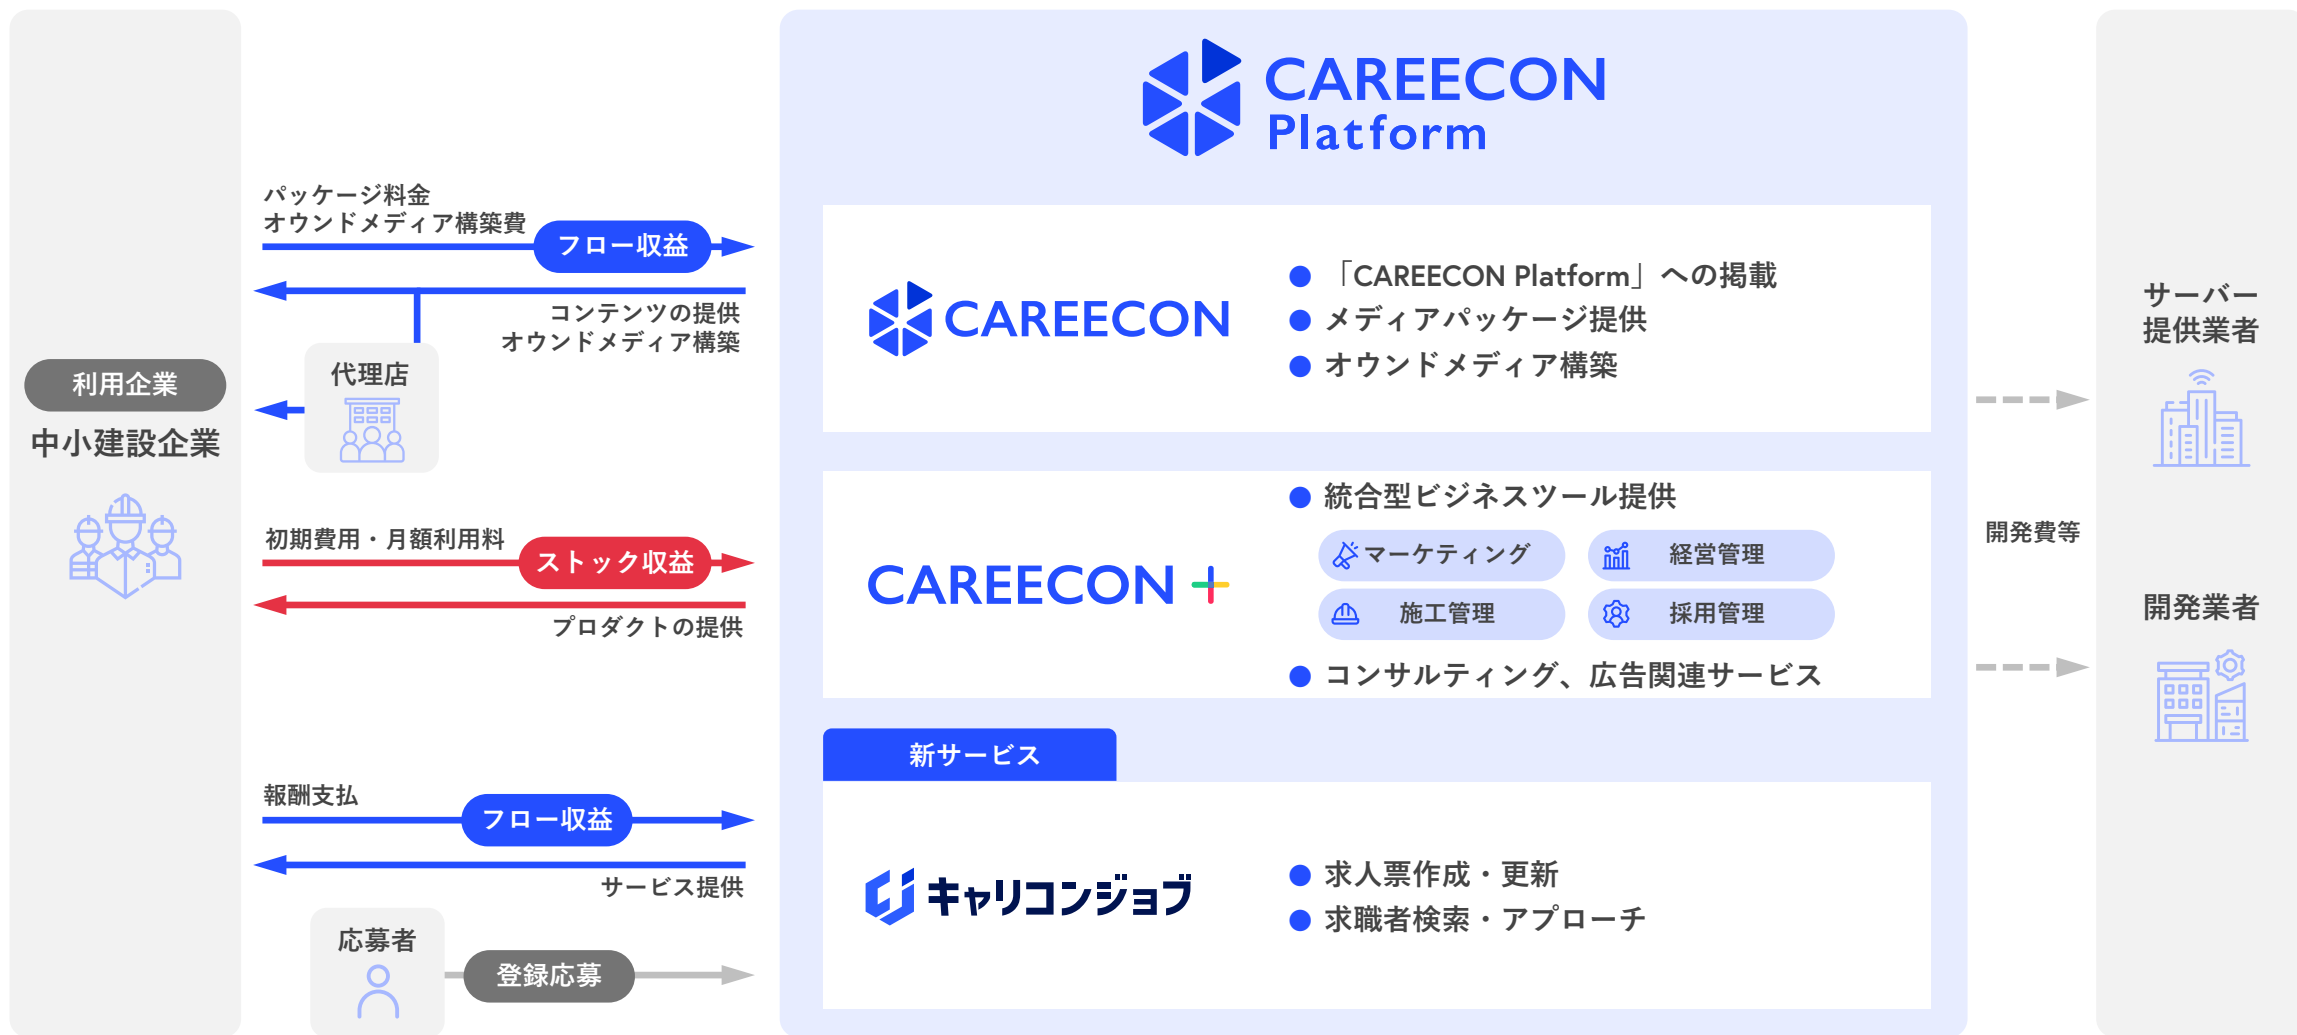 CAREECON
Platform
利用企業
中小建設企業
パッケージ料金
オウンドメディア構築費
フロー収益
コンテンツの提供
オウンドメディア構築
代理店
初期費用・月額利用料
ストック収益
プロダクトの提供
報酬支払
フロー収益
サービス提供
応募者
登録応募
CAREECON
「CAREECON Platform」への掲載
メディアパッケージ提供
オウンドメディア構築
CAREECON +
統合型ビジネスツール提供
マーケティング
経営管理
施工管理
採用管理
コンサルティング、広告関連サービス
新サービス
キャリコンジョブ
求人票作成・更新
求職者検索・アプローチ
サーバー
提供業者
開発費等
開発業者